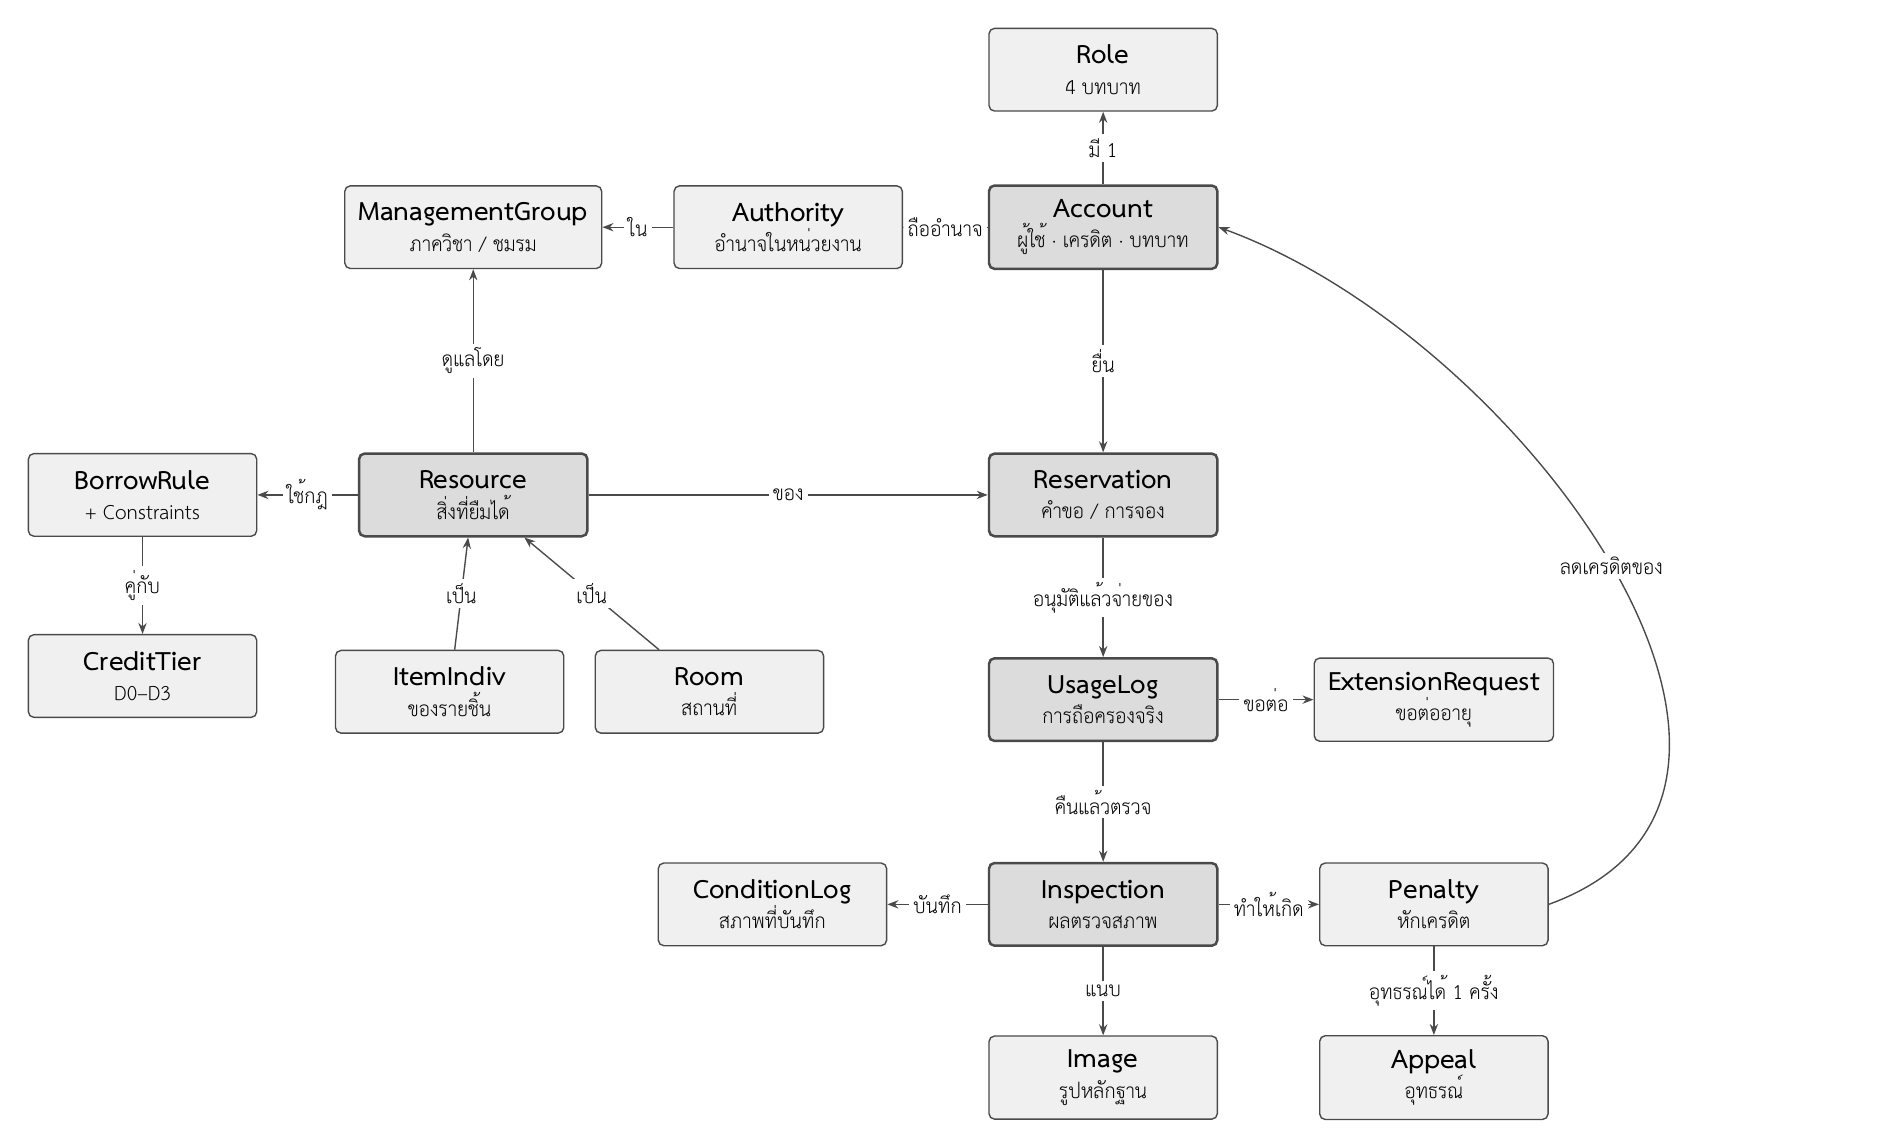 Role
4 บทบาท
มี 1
ManagementGroup
ภาควิชา / ชมรม
ใน
Authority
อำนาจในหน่วยงาน
ถืออำนาจ
Account
ผู้ใช้ · เครดิต · บทบาท
ดูแลโดย
ยื่น
BorrowRule
+ Constraints
ใช้กฎ
Resource
สิ่งที่ยืมได้
ของ
Reservation
คำขอ / การจอง
ลดเครดิตของ
คู่กับ
เป็น
เป็น
อนุมัติแล้วจ่ายของ
CreditTier
D0–D3
ItemIndiv
ของรายชิ้น
Room
สถานที่
UsageLog
การถือครองจริง
ขอต่อ
ExtensionRequest
ขอต่ออายุ
คืนแล้วตรวจ
ConditionLog
สภาพที่บันทึก
บันทึก
Inspection
ผลตรวจสภาพ
ทำให้เกิด
Penalty
หักเครดิต
แนบ
อุทธรณ์ได้ 1 ครั้ง
Image
รูปหลักฐาน
Appeal
อุทธรณ์